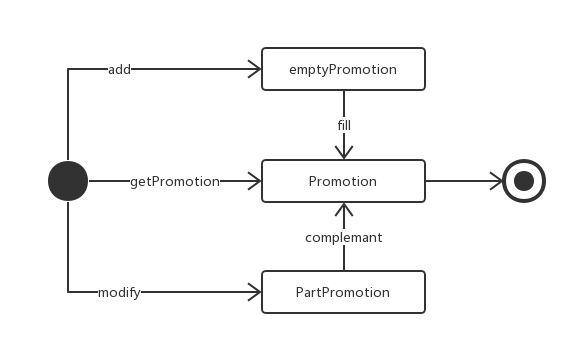 add
emptyPromotion
fill
getPromotion
Promotion
complemant
modify
PartPromotion